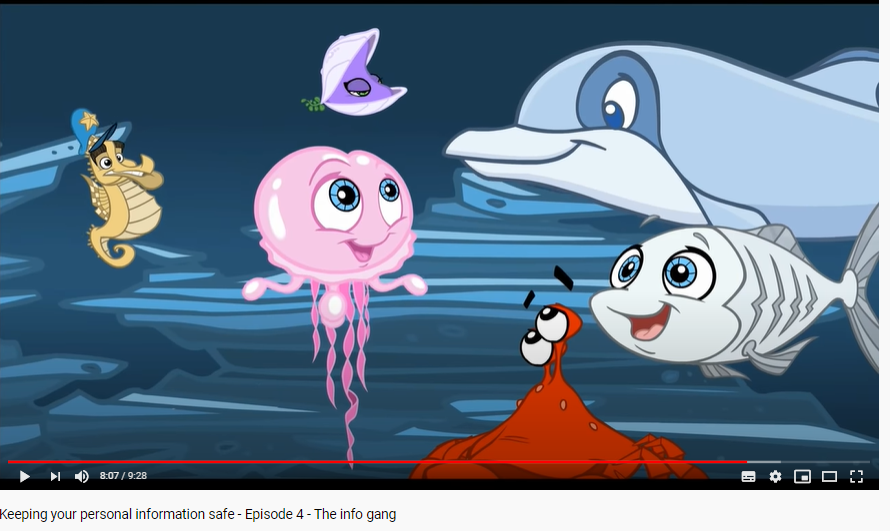 8:07 / 9:28
Keeping your personal information safe - Episode 4 - The info gang